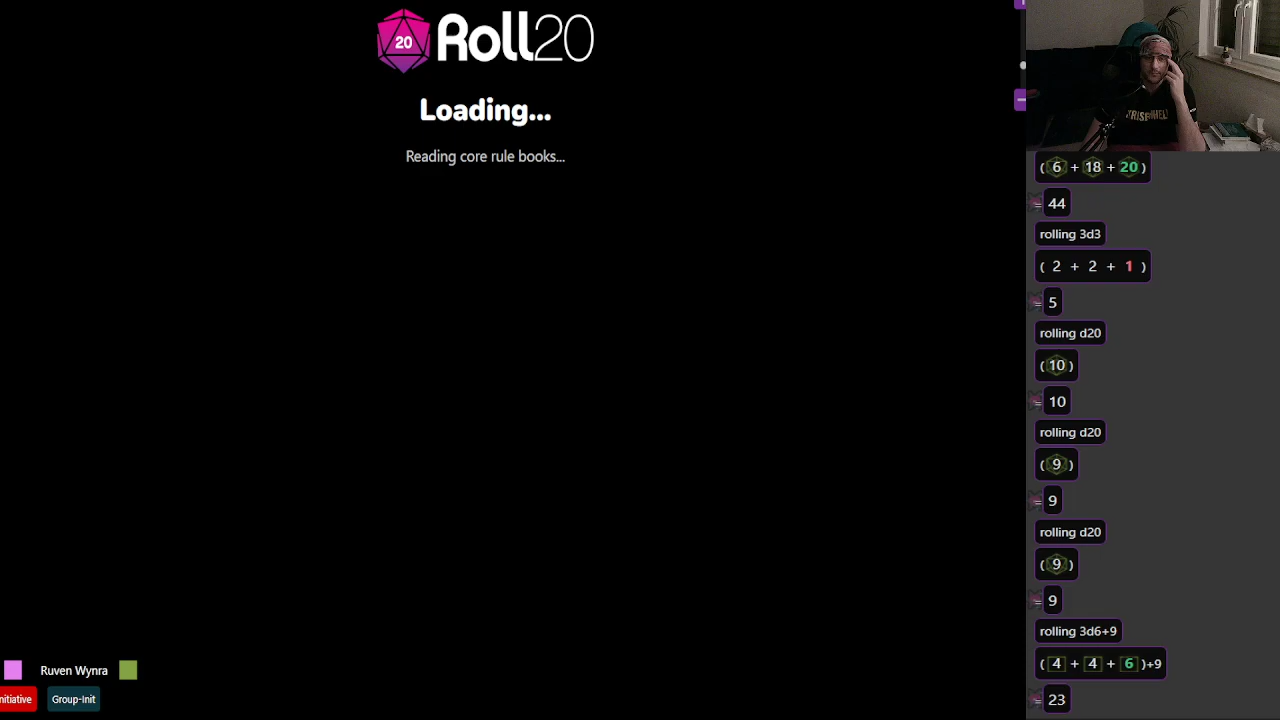 20 Roll20
Loading...
Reading core rule books...
Ruven Wynra
Group-Init
(6+18+20)
=44
rolling 3d3
(2+2+1)
=5
rolling d20
(10)
=10
rolling d20
(9)
=9
rolling d20
(9)
=9
rolling 3d6+9
(4+4+6)+9
=23